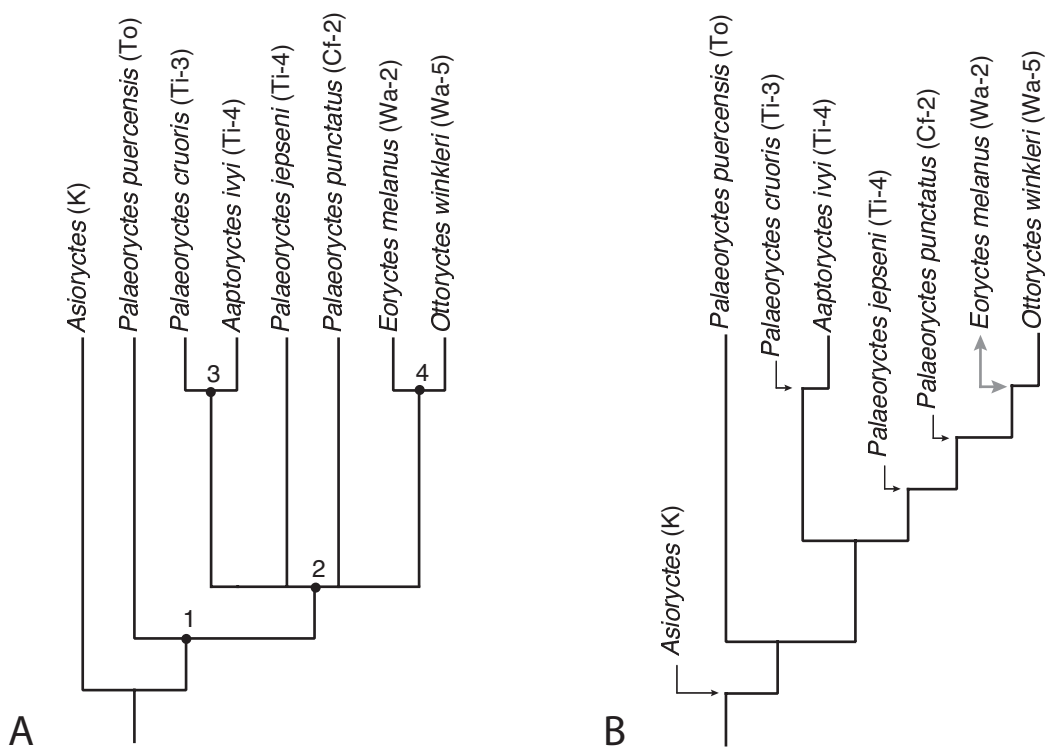 Asioryctes (K)
Palaeoryctes puercensis (To)
Palaeoryctes cruoris (Ti-3)
Aaptoryctes ivyi (Ti-4)
Palaeoryctes jepseni (Ti-4)
Palaeoryctes punctatus (Cf-2)
Eoryctes melanus (Wa-2)
Ottoryctes winkleri (Wa-5)
3
4
2
1
A
Asioryctes (K)
Palaeoryctes puercensis (To)
Palaeoryctes cruoris (Ti-3)
Aaptoryctes ivyi (Ti-4)
Palaeoryctes jepseni (Ti-4)
Palaeoryctes punctatus (Cf-2)
Eoryctes melanus (Wa-2)
Ottoryctes winkleri (Wa-5)
B